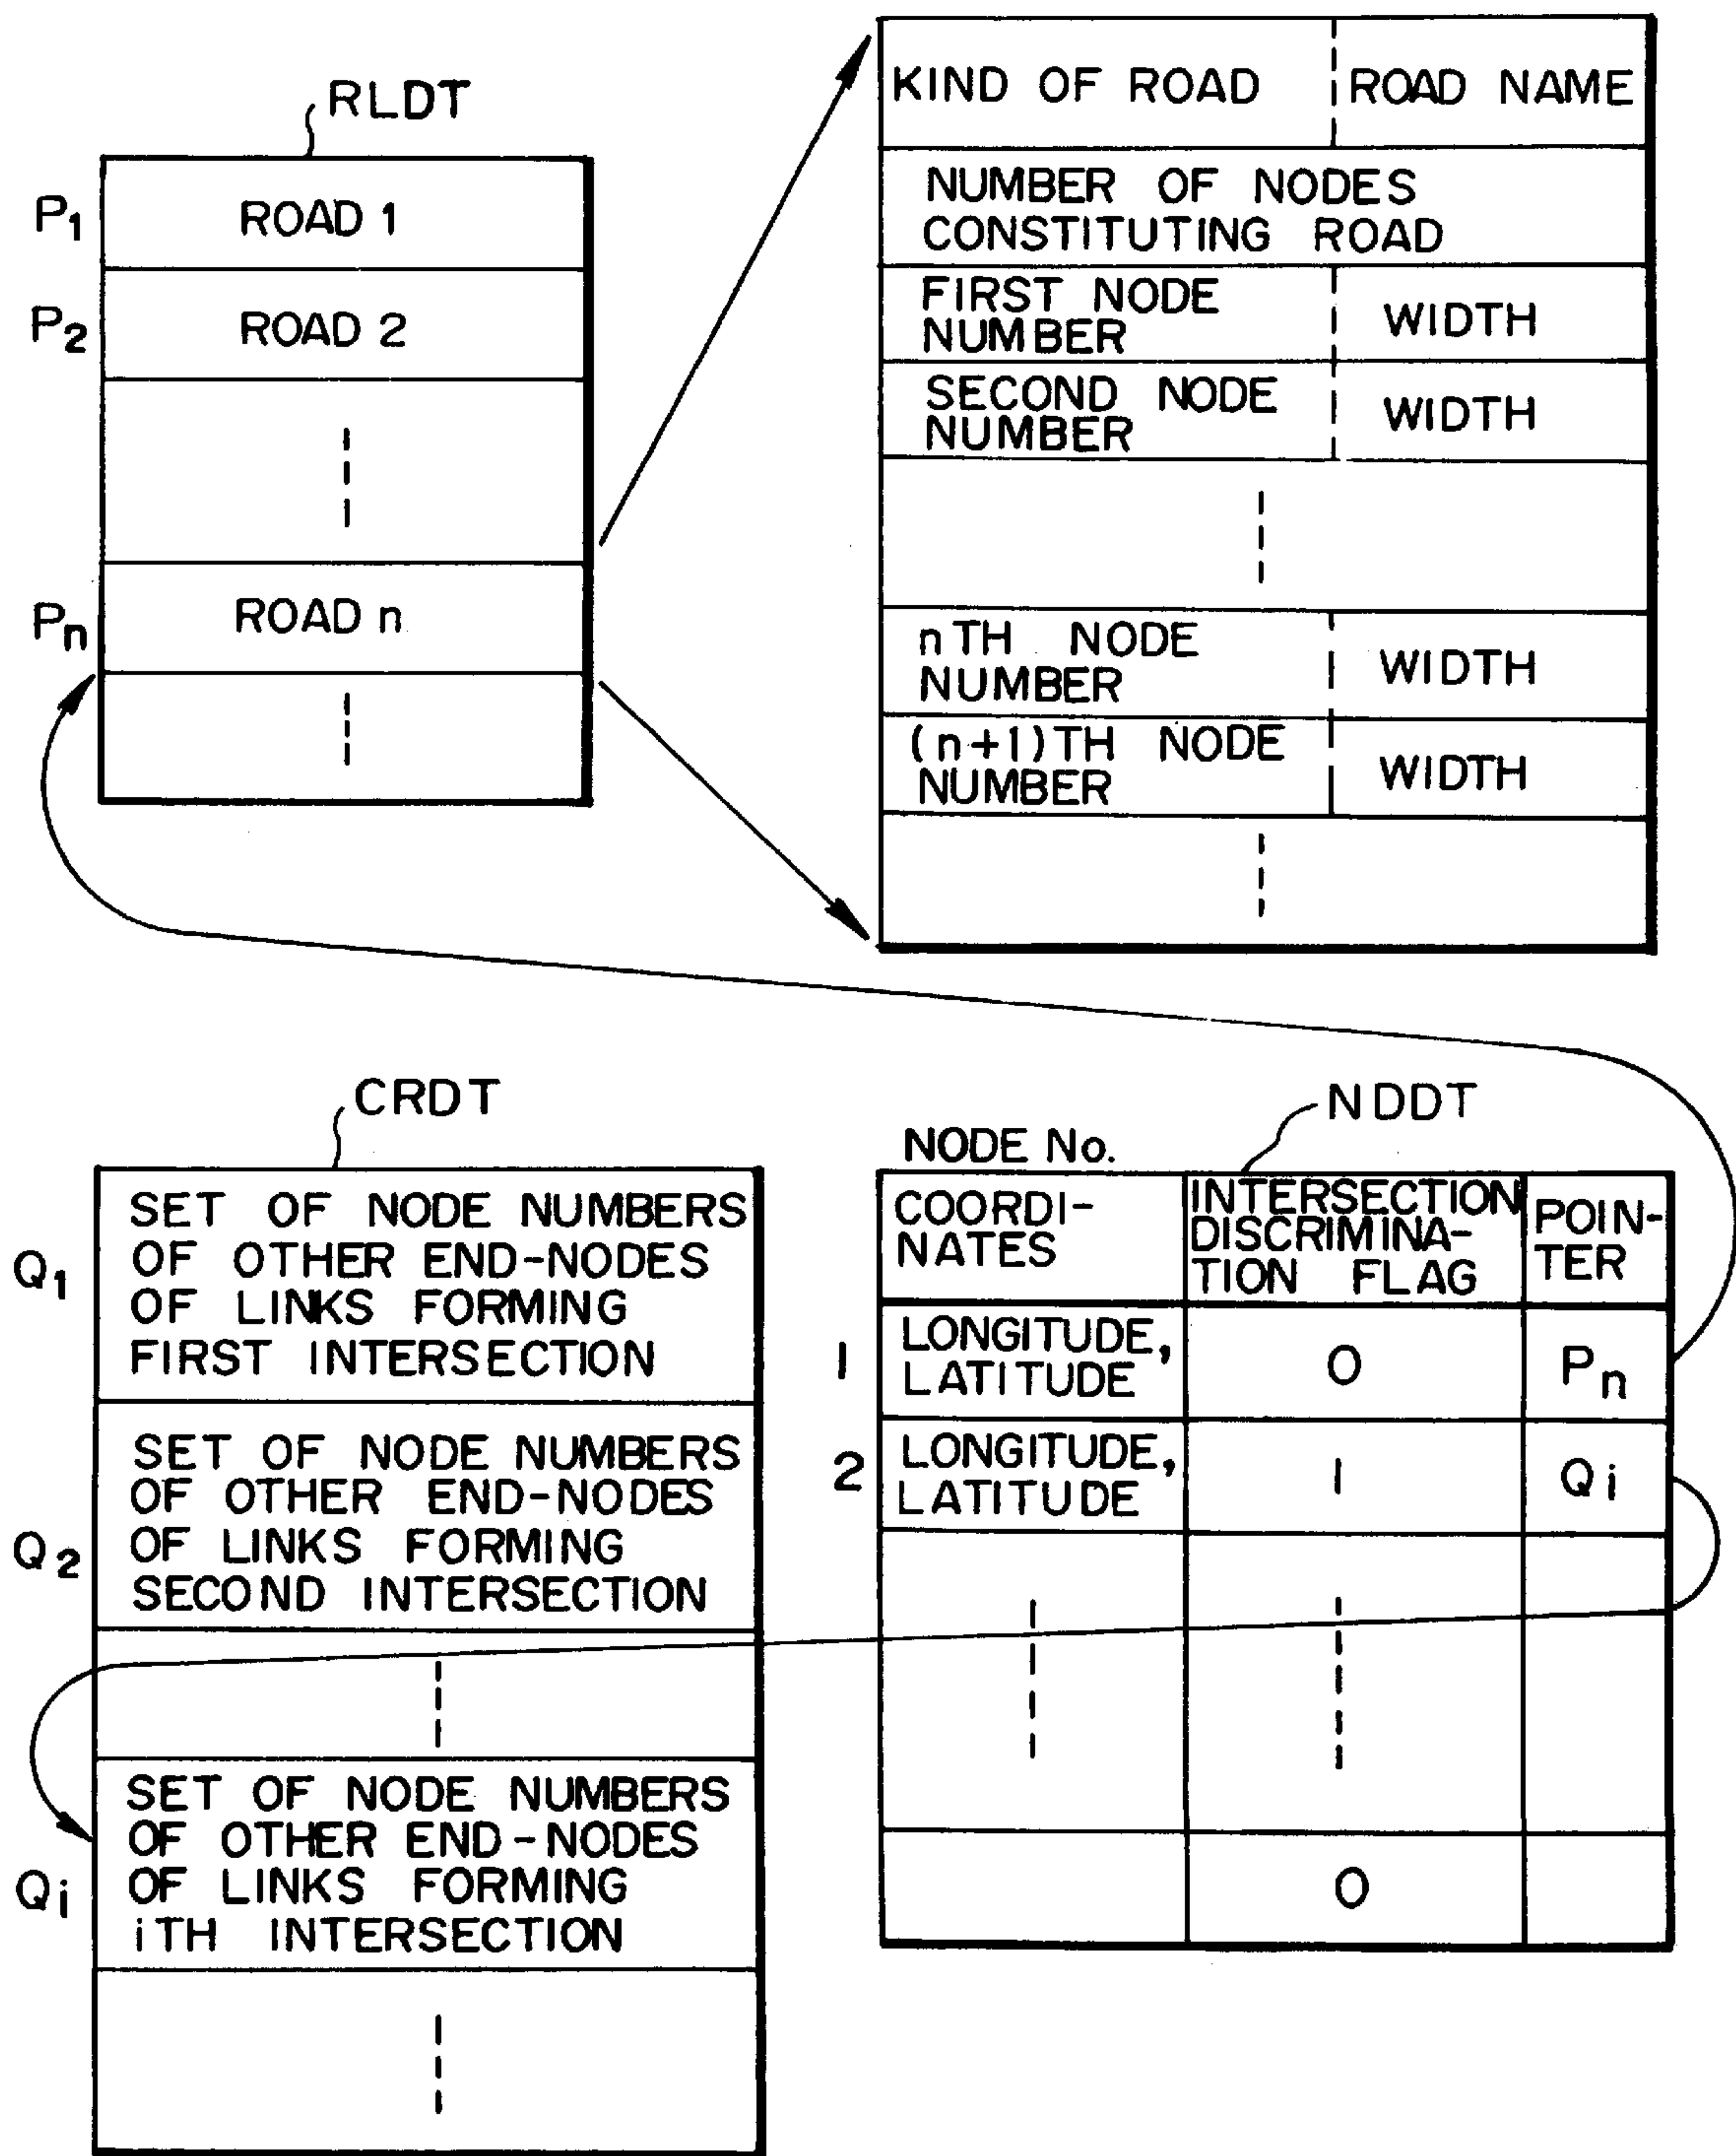 RLDT
P1 ROAD 1
P2 ROAD 2
Pn ROAD n
KIND OF ROAD ROAD NAME
NUMBER OF NODES
CONSTITUTING ROAD
FIRST NODE
NUMBER
WIDTH
SECOND NODE
NUMBER
WIDTH
nTH NODE
NUMBER
WIDTH
(n+1)TH NODE
NUMBER
WIDTH
CRDT
Q1
SET OF NODE NUMBERS
OF OTHER END-NODES
OF LINKS FORMING
FIRST INTERSECTION
Q2
SET OF NODE NUMBERS
OF OTHER END-NODES
OF LINKS FORMING
SECOND INTERSECTION
Qi
SET OF NODE NUMBERS
OF OTHER END-NODES
OF LINKS FORMING
iTH INTERSECTION
NDDT
NODE No.
COORDI-
NATES
INTERSECTION
DISCRIMINA-
TION FLAG
POIN-
TER
1
LONGITUDE,
LATITUDE
0
Pn
2
LONGITUDE,
LATITUDE
1
Qi
0